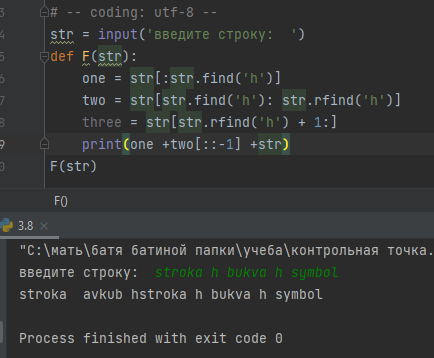 3 # -- coding: utf-8 --
4 str = input('введите строку:  ')
5 def F(str):
6 one = str[:str.find('h')]
7 two = str[str.find('h'): str.rfind('h')]
8 three = str[str.rfind('h') + 1:]
9 print(one +two[::-1] +str)
0 F(str)
F()
3.8 ×
"C:\мать\батя батиной папки\учеба\контрольная точка.
введите строку:  stroka h bukva h symbol
stroka  avkub hstroka h bukva h symbol
Process finished with exit code 0